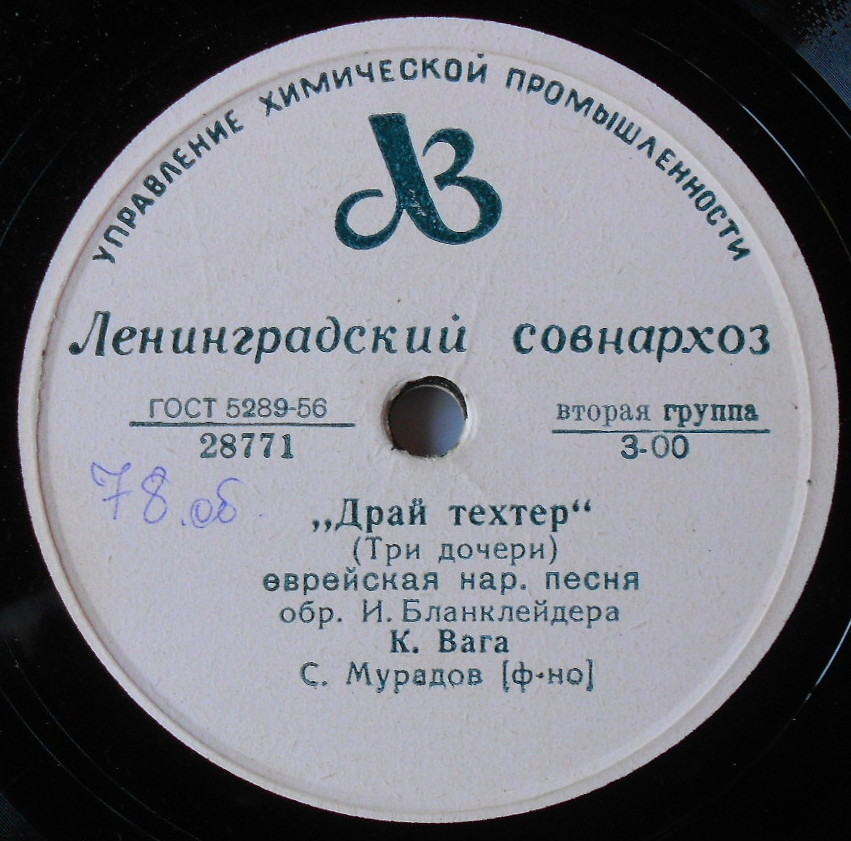 УПРАВЛЕНИЕ ХИМИЧЕСКОЙ ПРОМЫШЛЕННОСТИ
ЛЗ
Ленинградский совнархоз
ГОСТ 5289-56
28771
вторая группа
3-00
78.об.
„Драй техтер“
(Три дочери)
еврейская нар. песня
обр. И. Бланклейдера
К. Вага
С. Мурадов [ф-но]